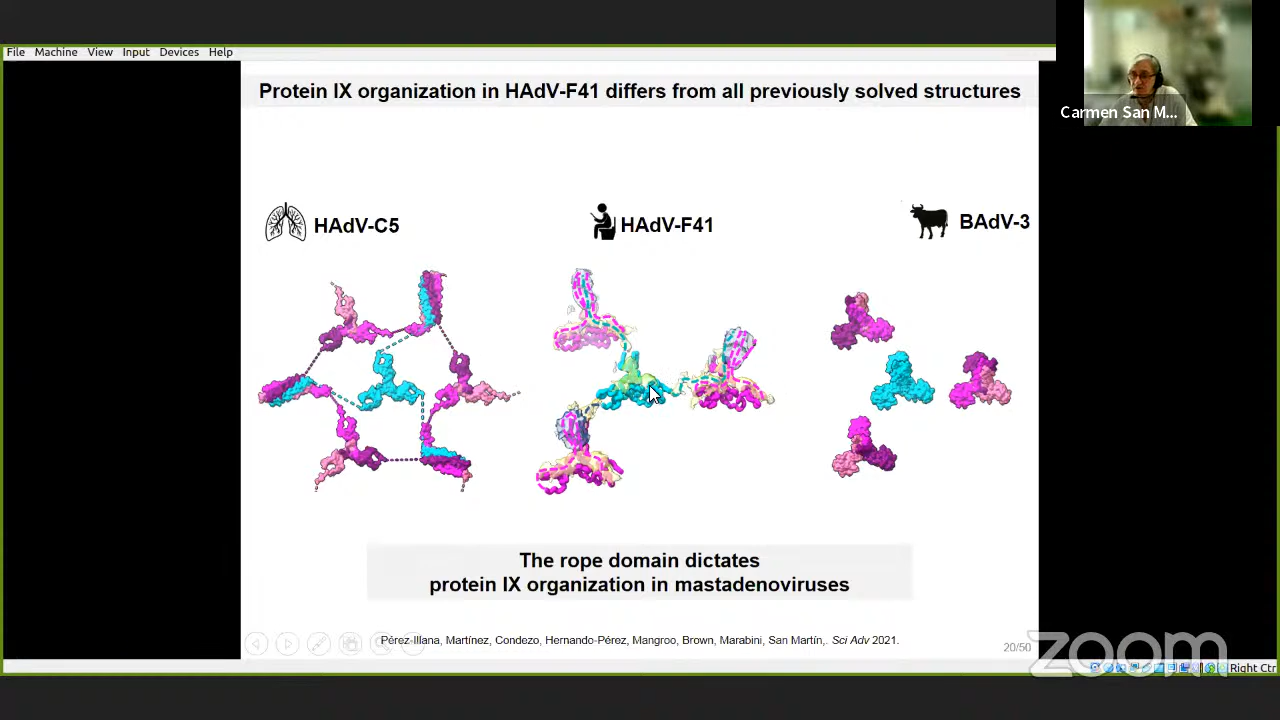 File Machine View Input Devices Help
Carmen San M...
Protein IX organization in HAdV-F41 differs from all previously solved structures
HAdV-C5
HAdV-F41
BAdV-3
The rope domain dictates
protein IX organization in mastadenoviruses
Pérez-Illana, Martínez, Condezo, Hernando-Pérez, Mangroo, Brown, Marabini, San Martín,. Sci Adv 2021.
20/50
zoom
Right Ctr